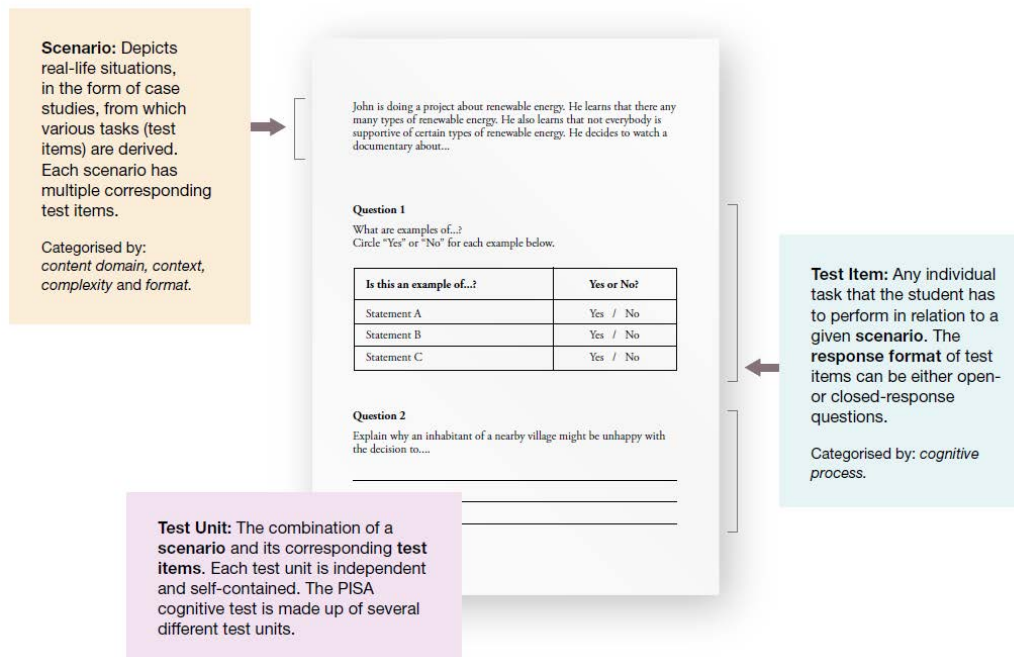 Scenario: Depicts
real-life situations,
in the form of case
studies, from which
various tasks (test
items) are derived.
Each scenario has
multiple corresponding
test items.
Categorised by:
content domain, context,
complexity and format.
John is doing a project about renewable energy. He learns that there any
many types of renewable energy. He also learns that not everybody is
supportive of certain types of renewable energy. He decides to watch a
documentary about...
Question 1
What are examples of...?
Circle “Yes” or “No” for each example below.
Is this an example of...? Yes or No?
Statement A Yes / No
Statement B Yes / No
Statement C Yes / No
Question 2
Explain why an inhabitant of a nearby village might be unhappy with
the decision to....
Test Item: Any individual
task that the student has
to perform in relation to a
given scenario. The
response format of test
items can be either open-
or closed-response
questions.
Categorised by: cognitive
process.
Test Unit: The combination of a
scenario and its corresponding test
items. Each test unit is independent
and self-contained. The PISA
cognitive test is made up of several
different test units.